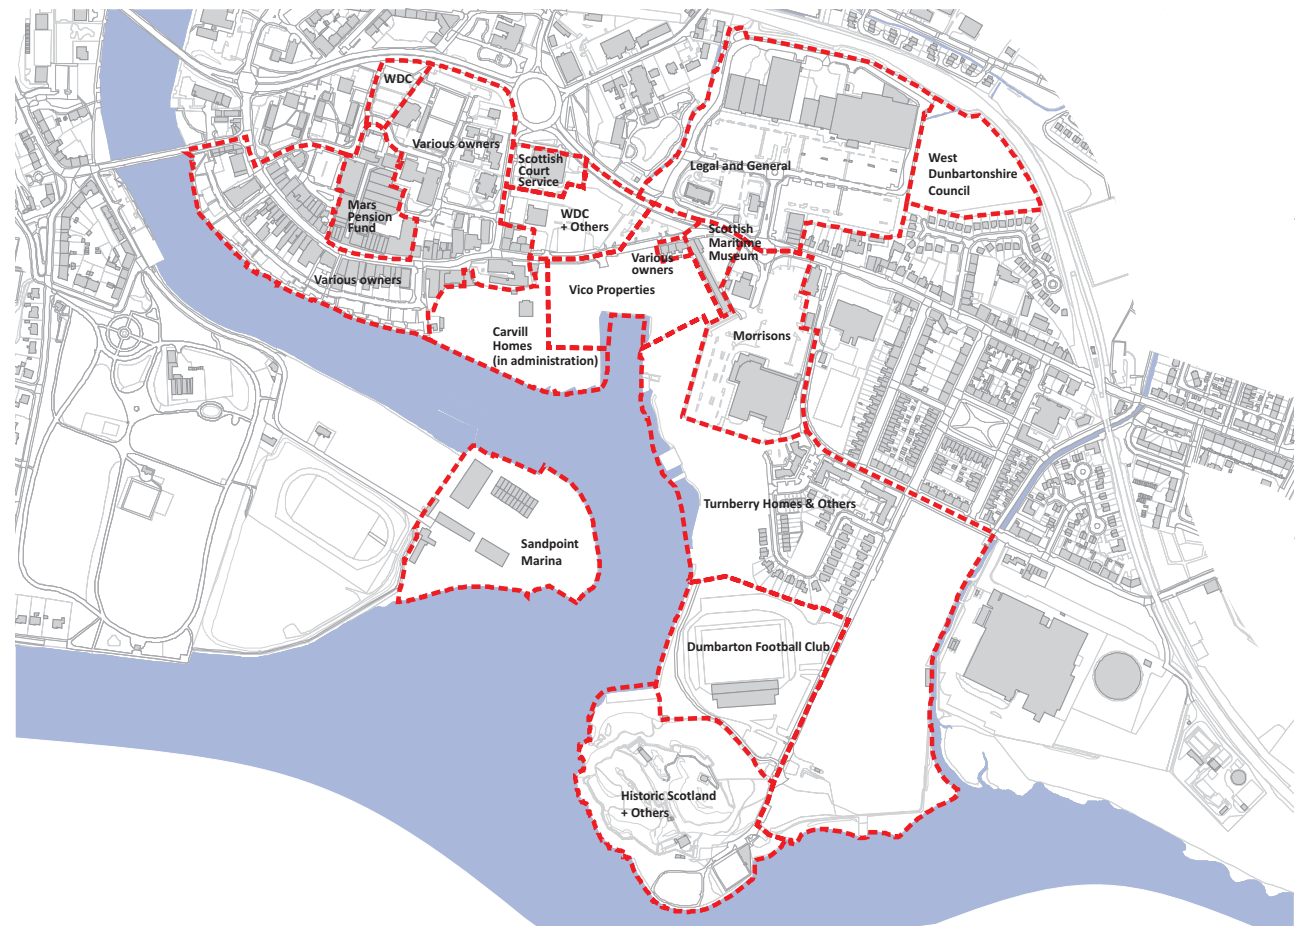 WDC
Various owners
Scottish
Court
Service
Legal and General
West
Dunbartonshire
Council
Mars
Pension
Fund
WDC
+ Others
Scottish
Maritime
Museum
Various
owners
Various owners
Vico Properties
Carvill
Homes
(in administration)
Morrisons
Turnberry Homes & Others
Sandpoint
Marina
Dumbarton Football Club
Historic Scotland
+ Others